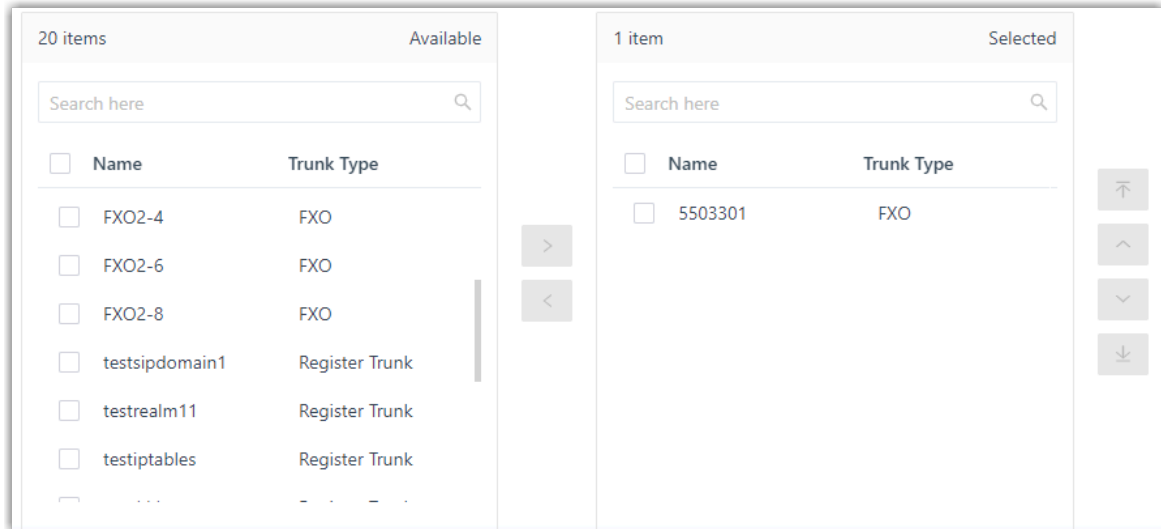 20 items Available
Search here
Name Trunk Type
FXO2-4 FXO
FXO2-6 FXO
FXO2-8 FXO
testsipdomain1 Register Trunk
testrealm11 Register Trunk
testiptables Register Trunk
1 item Selected
Search here
Name Trunk Type
5503301 FXO